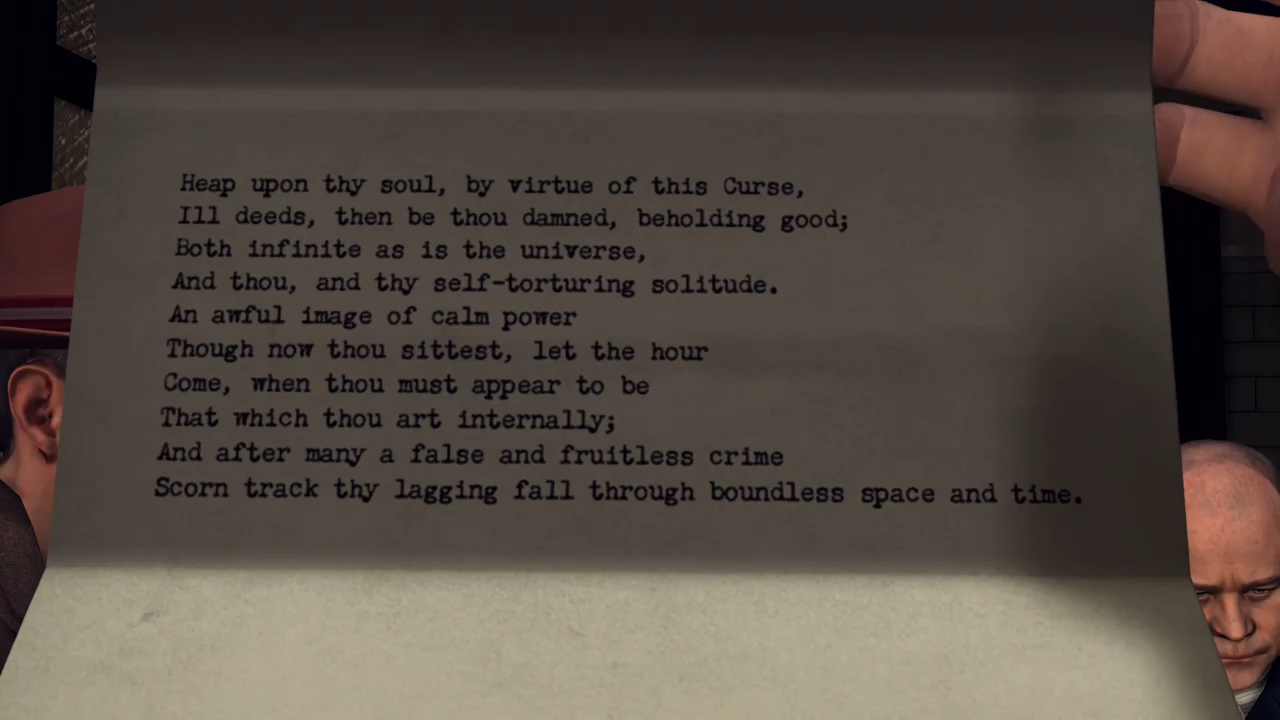 Heap upon thy soul, by virtue of this Curse,
Ill deeds, then be thou damned, beholding good;
Both infinite as is the universe,
And thou, and thy self-torturing solitude.
An awful image of calm power
Though now thou sittest, let the hour
Come, when thou must appear to be
That which thou art internally;
And after many a false and fruitless crime
Scorn track thy lagging fall through boundless space and time.